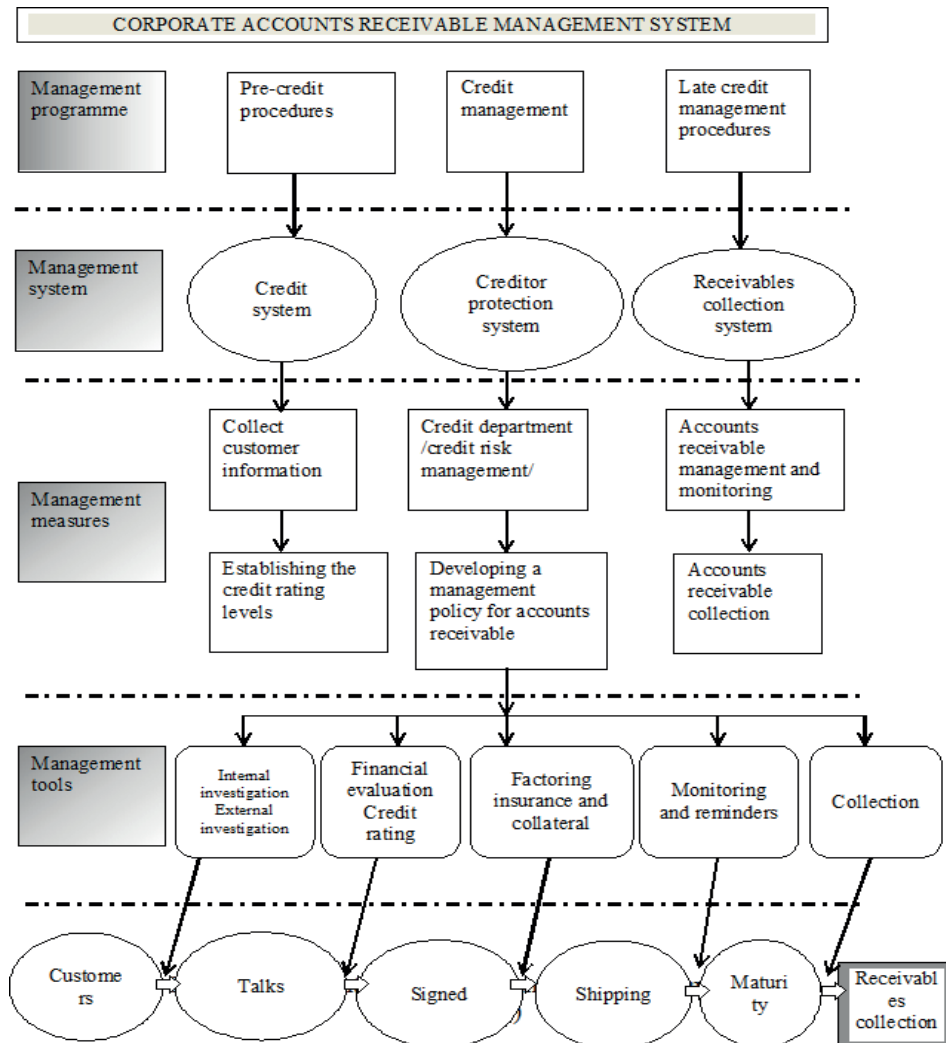 CORPORATE ACCOUNTS RECEIVABLE MANAGEMENT SYSTEM
Management
programme
Pre-credit
procedures
Credit
management
Late credit
management
procedures
Management
system
Credit
system
Creditor
protection
system
Receivables
collection
system
Management
measures
Collect
customer
information
Credit department
/credit risk
management/
Accounts
receivable
management and
monitoring
Establishing the
credit rating
levels
Developing a
management
policy for accounts
receivable
Accounts
receivable
collection
Management
tools
Internal
investigation
External
investigation
Financial
evaluation
Credit
rating
Factoring
insurance and
collateral
Monitoring
and reminders
Collection
Custome
rs
Talks
Signed
)
Shipping
Maturi
ty
Receivabl
es
collection